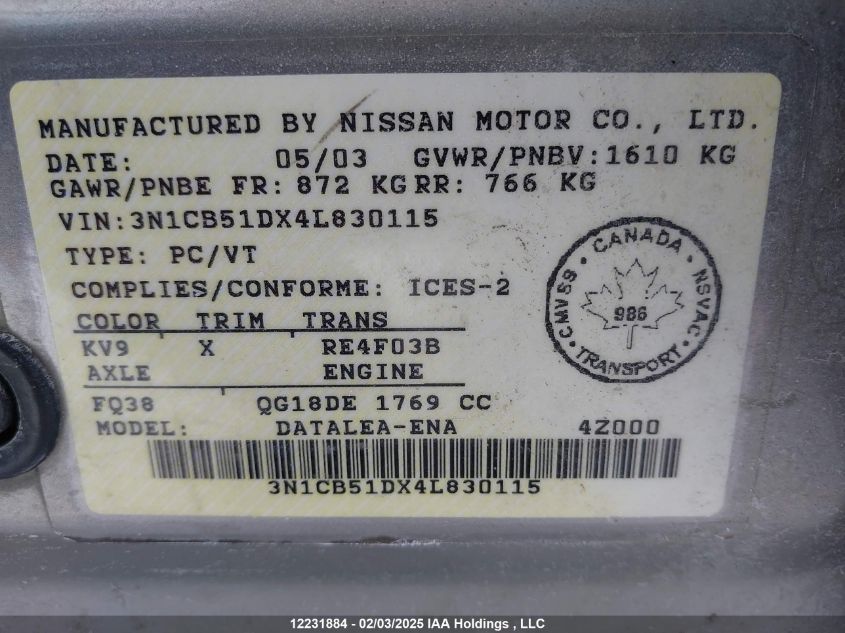 MANUFACTURED BY NISSAN MOTOR CO., LTD.
DATE: 05/03 GVWR/PNBV:1610 KG
GAWR/PNBE FR: 872 KG RR: 766 KG
VIN:3N1CB51DX4L830115
TYPE: PC/VT
COMPLIES/CONFORME: ICES-2
COLOR TRIM TRANS
KV9 X RE4F03B
AXLE ENGINE
FQ38 QG18DE 1769 CC
MODEL: DATALEA-ENA 4Z000
3N1CB51DX4L830115
CANADA
CMVSS NSVAC
986
TRANSPORT
12231884 - 02/03/2025 IAA Holdings , LLC